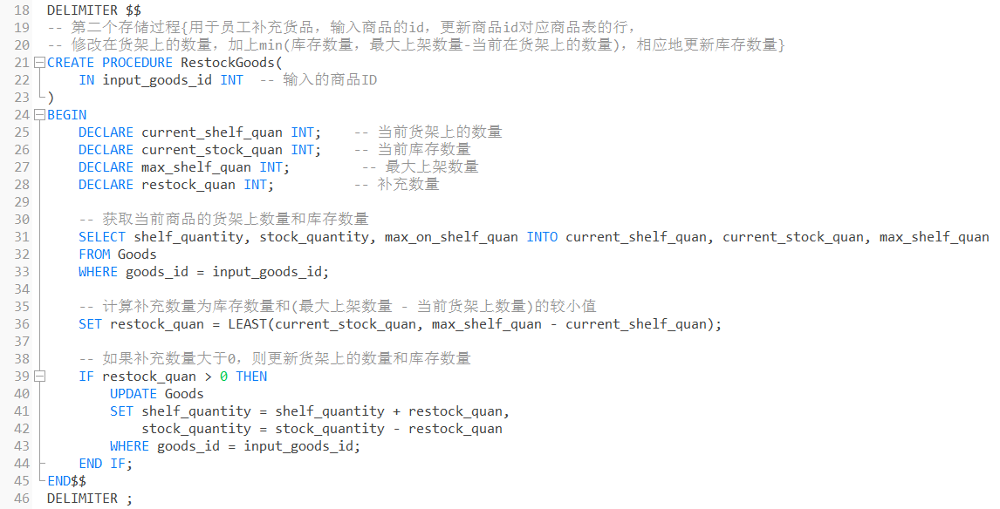 18 DELIMITER $$
19 -- 第二个存储过程{用于员工补充货品，输入商品的id，更新商品id对应商品表的行，
20 -- 修改在货架上的数量，加上min(库存数量，最大上架数量-当前在货架上的数量)，相应地更新库存数量}
21 CREATE PROCEDURE RestockGoods(
22 IN input_goods_id INT -- 输入的商品ID
23 )
24 BEGIN
25 DECLARE current_shelf_quan INT; -- 当前货架上的数量
26 DECLARE current_stock_quan INT; -- 当前库存数量
27 DECLARE max_shelf_quan INT; -- 最大上架数量
28 DECLARE restock_quan INT; -- 补充数量
29
30 -- 获取当前商品的货架上数量和库存数量
31 SELECT shelf_quantity, stock_quantity, max_on_shelf_quan INTO current_shelf_quan, current_stock_quan, max_shelf_quan
32 FROM Goods
33 WHERE goods_id = input_goods_id;
34
35 -- 计算补充数量为库存数量和(最大上架数量 - 当前货架上数量)的较小值
36 SET restock_quan = LEAST(current_stock_quan, max_shelf_quan - current_shelf_quan);
37
38 -- 如果补充数量大于0，则更新货架上的数量和库存数量
39 IF restock_quan > 0 THEN
40 UPDATE Goods
41 SET shelf_quantity = shelf_quantity + restock_quan,
42 stock_quantity = stock_quantity - restock_quan
43 WHERE goods_id = input_goods_id;
44 END IF;
45 END$$
46 DELIMITER ;